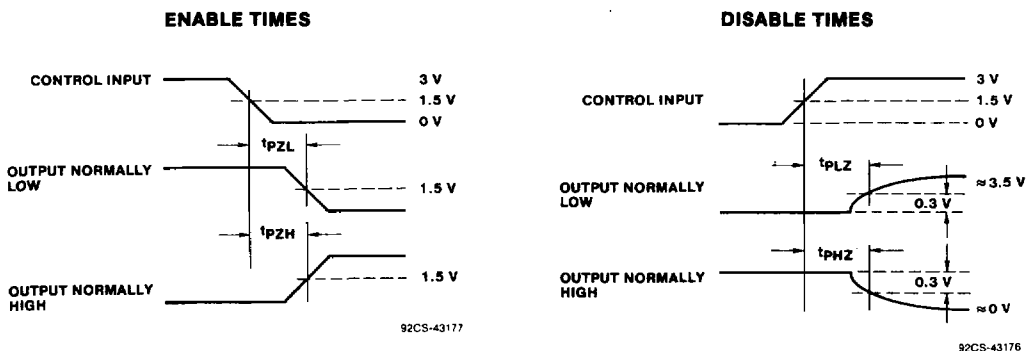 ENABLE TIMES
CONTROL INPUT
3 V
1.5 V
0 V
tPZL
OUTPUT NORMALLY
LOW
1.5 V
tPZH
OUTPUT NORMALLY
HIGH
1.5 V
92CS-43177
DISABLE TIMES
CONTROL INPUT
3 V
1.5 V
0 V
tPLZ
OUTPUT NORMALLY
LOW
≈3.5 V
0.3 V
tPHZ
OUTPUT NORMALLY
HIGH
0.3 V
≈0 V
92CS-43176